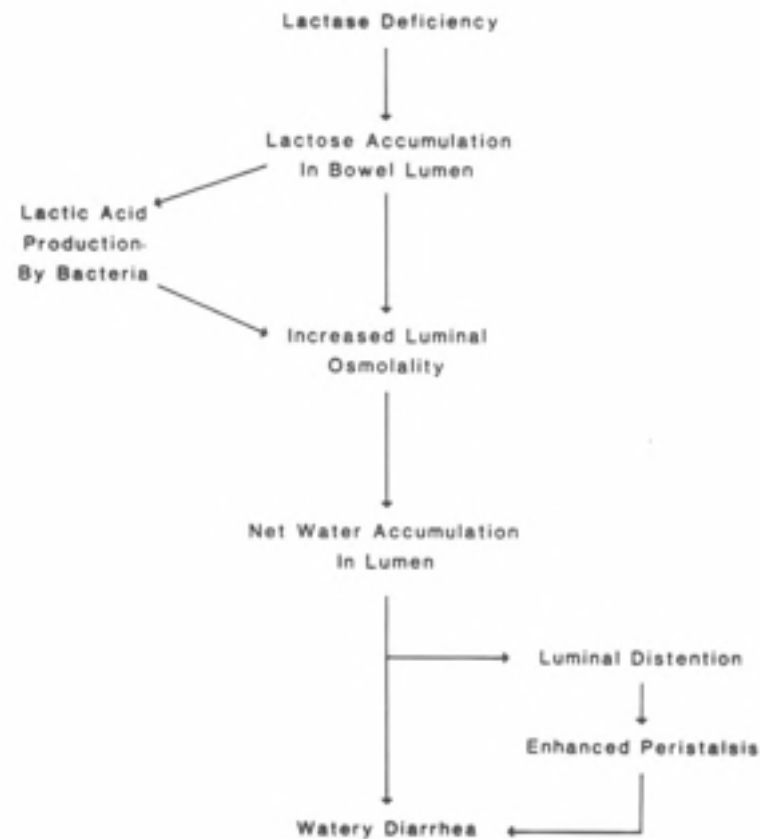 Lactase Deficiency
Lactose Accumulation
In Bowel Lumen
Lactic Acid
Production
By Bacteria
Increased Luminal
Osmolality
Net Water Accumulation
In Lumen
Luminal Distention
Enhanced Peristalsis
Watery Diarrhea